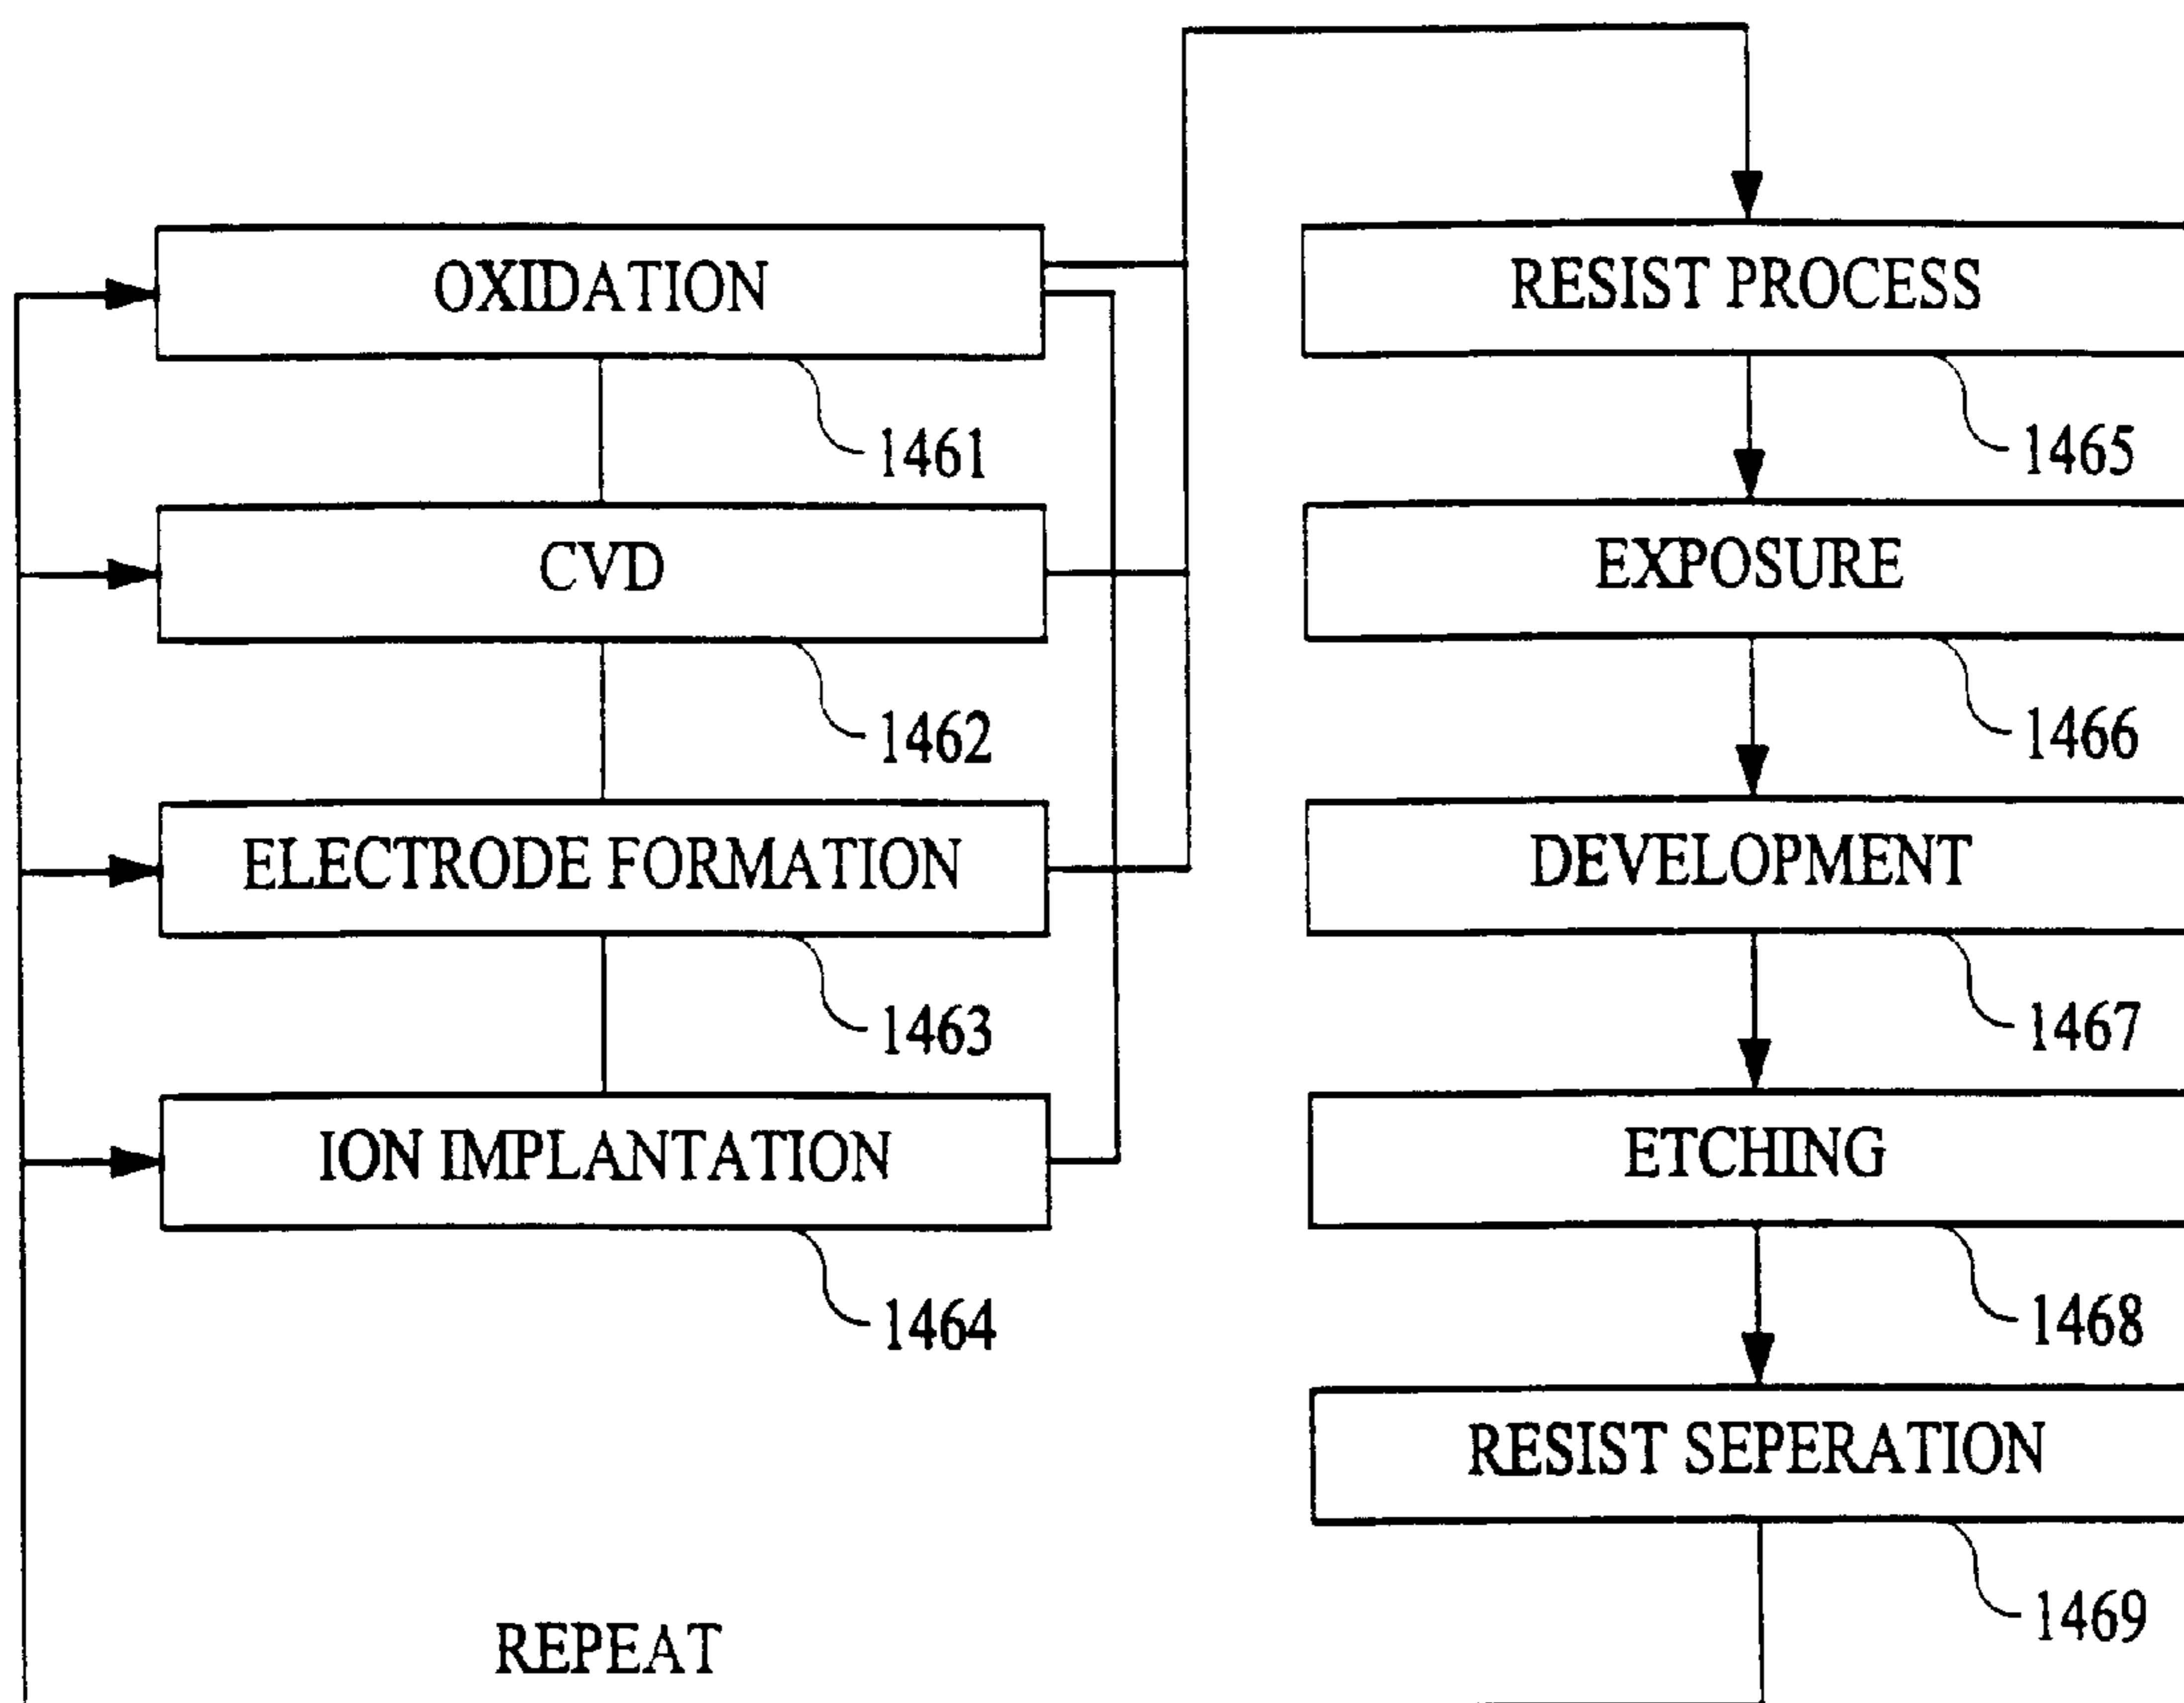 OXIDATION
1461
CVD
1462
ELECTRODE FORMATION
1463
ION IMPLANTATION
1464
RESIST PROCESS
1465
EXPOSURE
1466
DEVELOPMENT
1467
ETCHING
1468
RESIST SEPERATION
1469
REPEAT